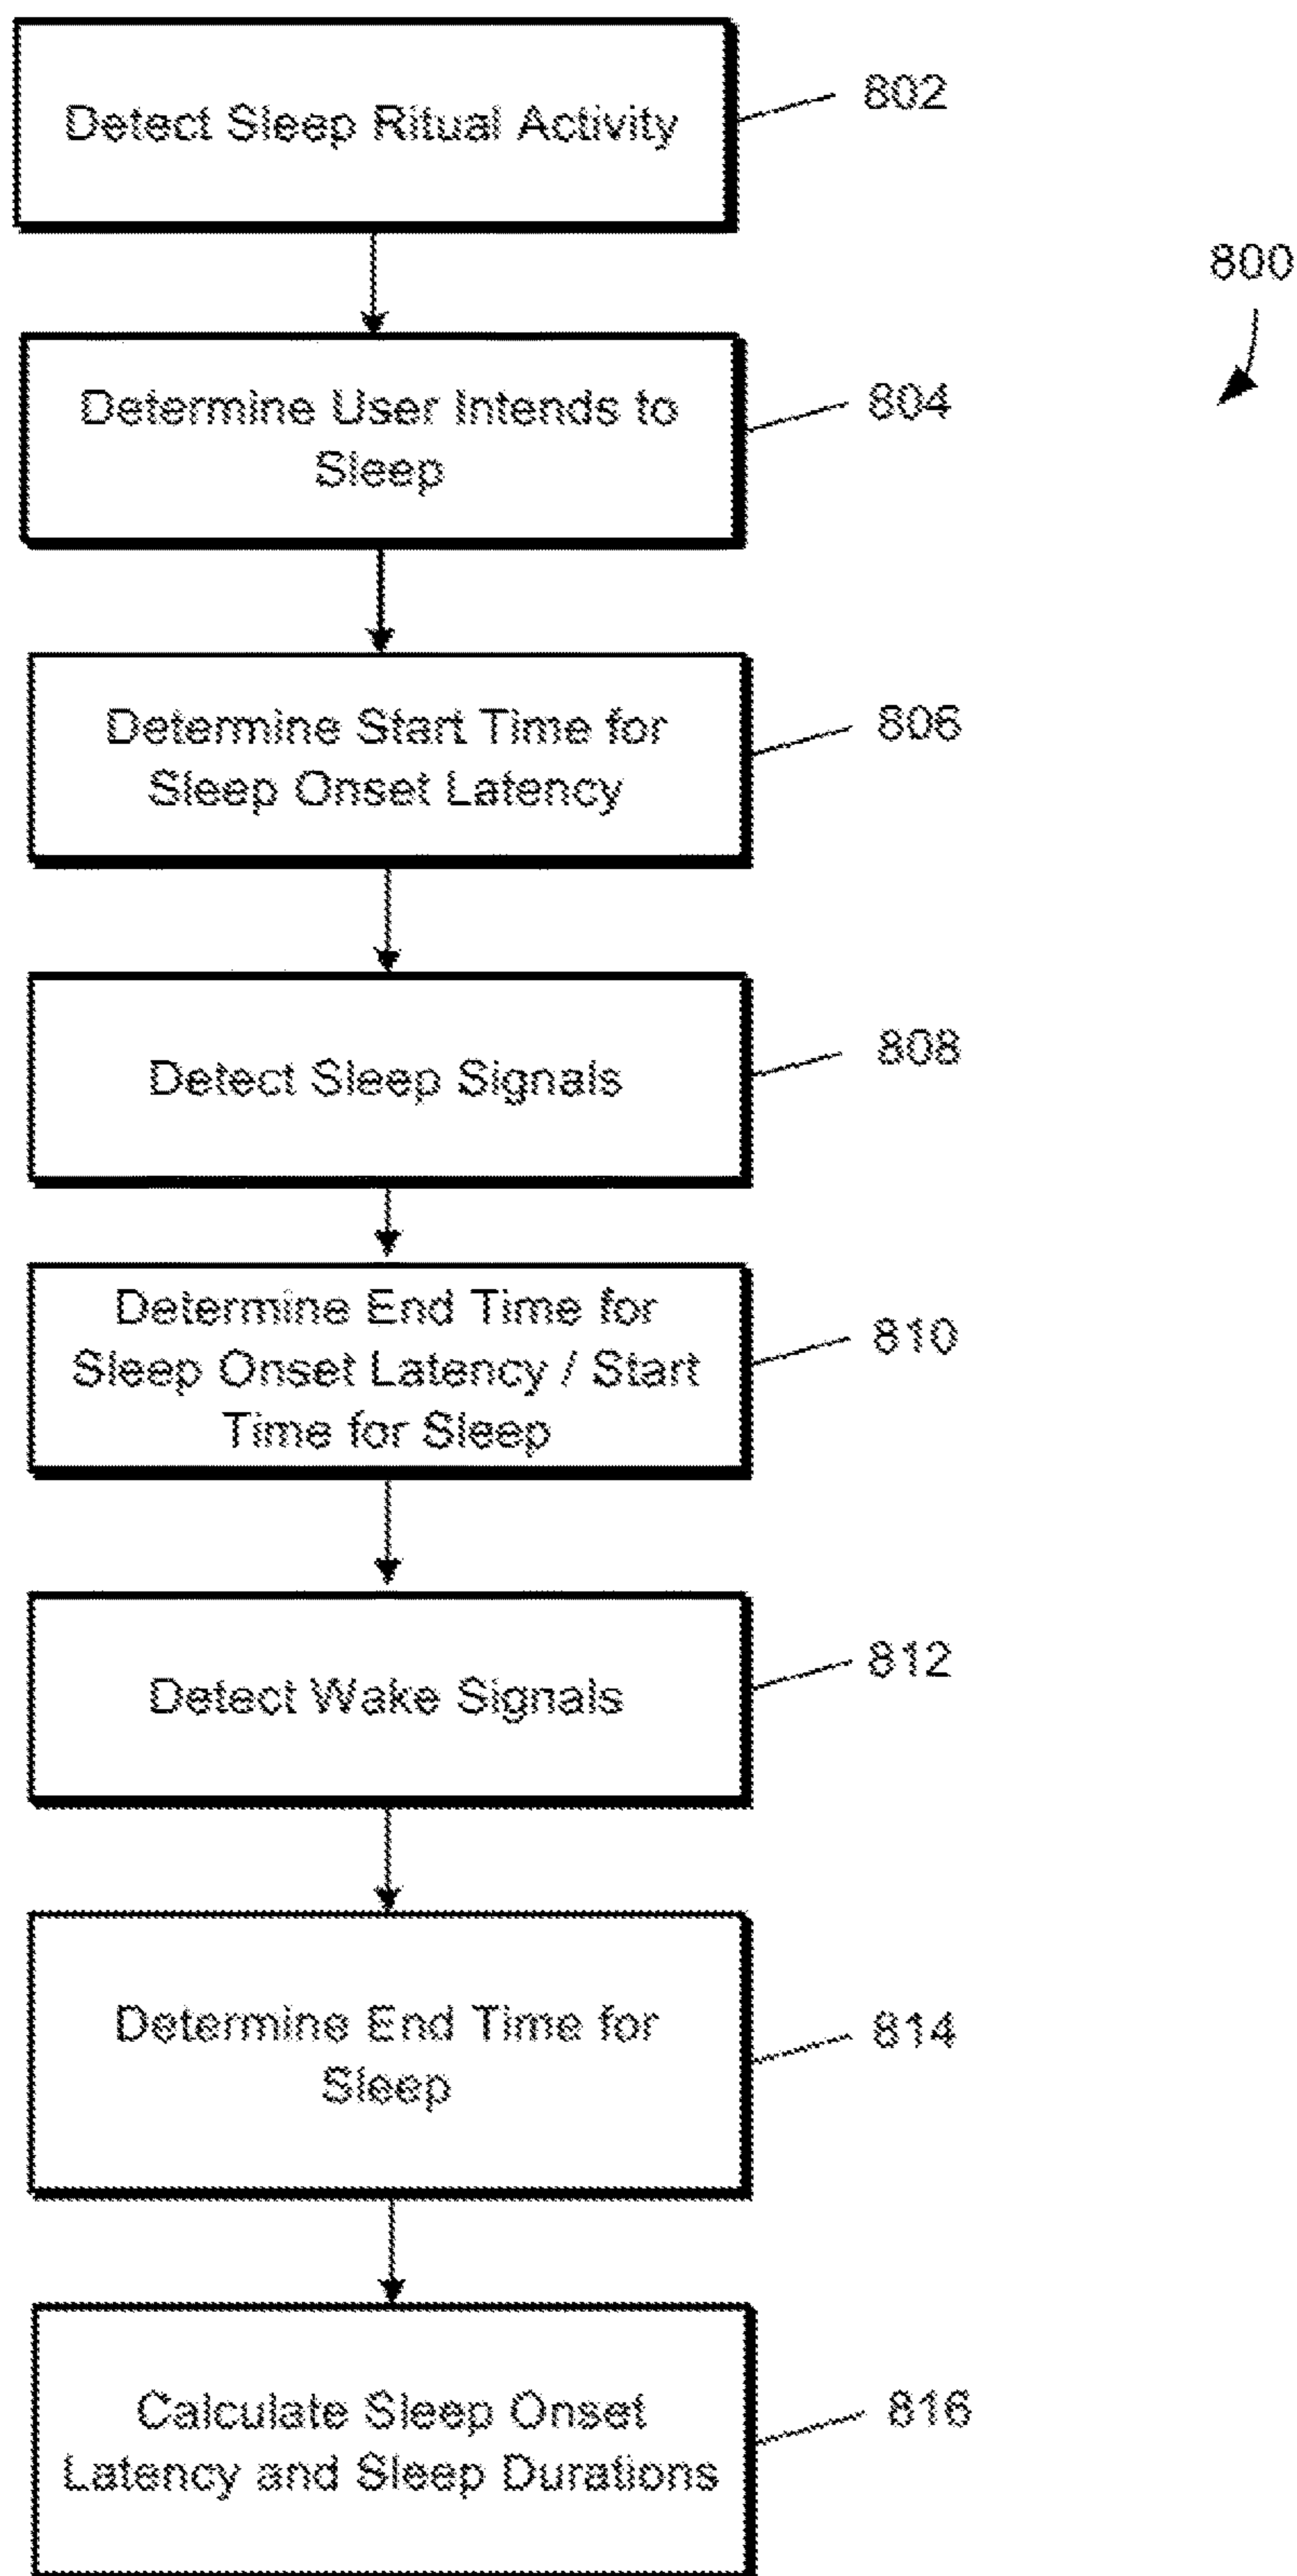 Detect Sleep Ritual Activity
802
800
Determine User Intends to
Sleep
804
Determine Start Time for
Sleep Onset Latency
806
Detect Sleep Signals
808
Determine End Time for
Sleep Onset Latency / Start
Time for Sleep
810
Detect Wake Signals
812
Determine End Time for
Sleep
814
Calculate Sleep Onset
Latency and Sleep Durations
816